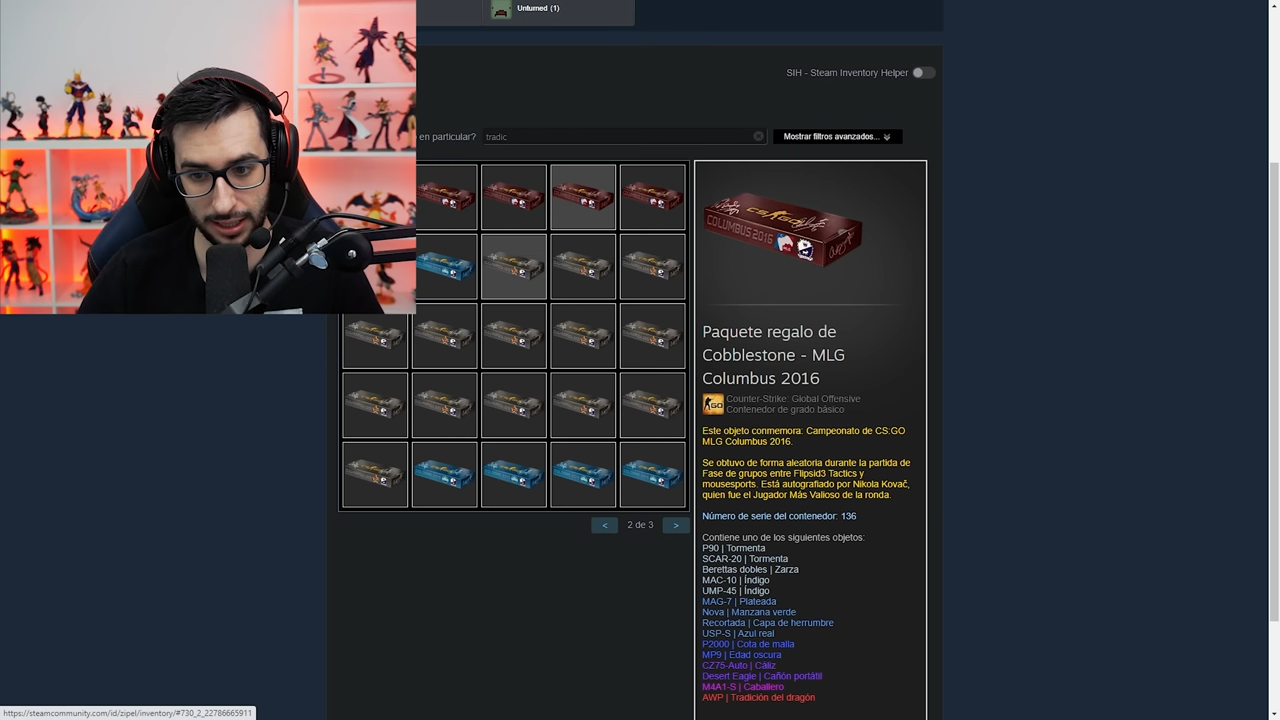 Unturned (1)
SIH - Steam Inventory Helper
en particular?
tradic
Mostrar filtros avanzados...
CS:GO
COLUMBUS 2016
Paquete regalo de
Cobblestone - MLG
Columbus 2016
Counter-Strike: Global Offensive
Contenedor de grado básico
Este objeto conmemora: Campeonato de CS:GO
MLG Columbus 2016.
Se obtuvo de forma aleatoria durante la partida de
Fase de grupos entre Flipsid3 Tactics y
mousesports. Está autografiado por Nikola Kovač,
quien fue el Jugador Más Valioso de la ronda.
Número de serie del contenedor: 136
Contiene uno de los siguientes objetos:
P90 | Tormenta
SCAR-20 | Tormenta
Berettas dobles | Zarza
MAC-10 | Índigo
UMP-45 | Índigo
MAG-7 | Plateada
Nova | Manzana verde
Recortada | Capa de herrumbre
USP-S | Azul real
P2000 | Cota de malla
MP9 | Edad oscura
CZ75-Auto | Cáliz
Desert Eagle | Cañón portátil
M4A1-S | Caballero
AWP | Tradición del dragón
< 2 de 3 >
https://steamcommunity.com/id/zipel/inventory/#730_2_22786665911